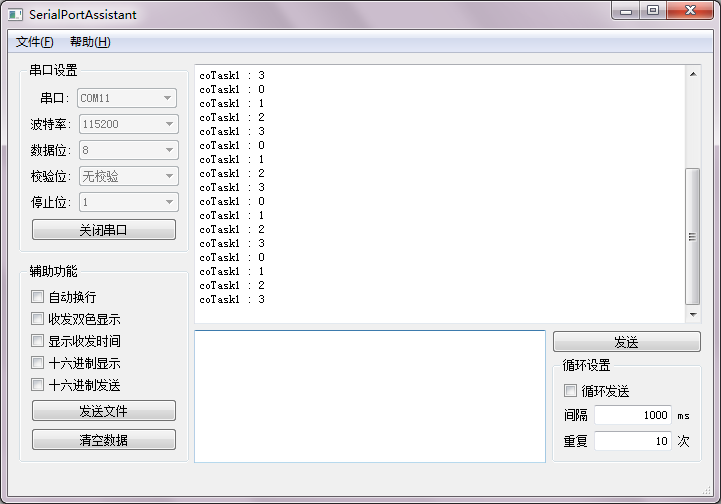 SerialPortAssistant
文件(F) 帮助(H)
串口设置
串口: COM11
波特率: 115200
数据位: 8
校验位: 无校验
停止位: 1
关闭串口
辅助功能
自动换行
收发双色显示
显示收发时间
十六进制显示
十六进制发送
发送文件
清空数据
coTask1 : 3
coTask1 : 0
coTask1 : 1
coTask1 : 2
coTask1 : 3
coTask1 : 0
coTask1 : 1
coTask1 : 2
coTask1 : 3
coTask1 : 0
coTask1 : 1
coTask1 : 2
coTask1 : 3
coTask1 : 0
coTask1 : 1
coTask1 : 2
coTask1 : 3
发送
循环设置
循环发送
间隔 1000 ms
重复 10 次